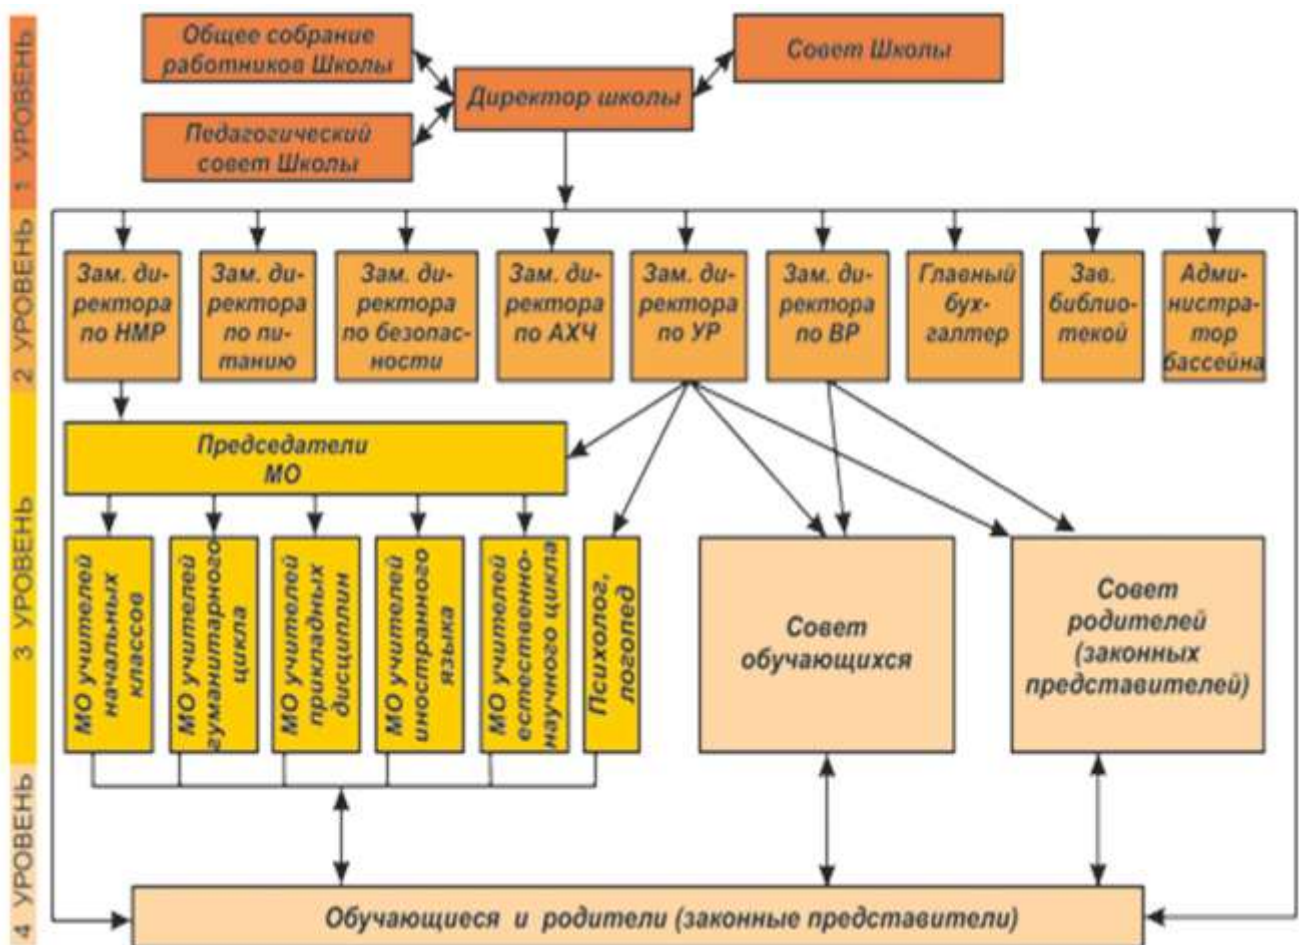 1 УРОВЕНЬ
Общее собрание
работников Школы
Совет Школы
Директор школы
Педагогический
совет Школы
2 УРОВЕНЬ
Зам. ди-
ректора
по НМР
Зам. ди-
ректора
по пи-
танию
Зам. ди-
ректора
по безопас-
ности
Зам. ди-
ректора
по АХЧ
Зам. ди-
ректора
по УР
Зам. ди-
ректора
по ВР
Главный
бух-
галтер
Зав.
библио-
текой
Адми-
нистра-
тор
бассейна
3 УРОВЕНЬ
Председатели
МО
МО учителей
начальных
классов
МО учителей
гуманитарного
цикла
МО учителей
прикладных
дисциплин
МО учителей
иностранного
языка
МО учителей
естественно-
научного цикла
Психолог,
логопед
Совет
обучающихся
Совет
родителей
(законных
представителей)
4 УРОВЕНЬ
Обучающиеся и родители (законные представители)